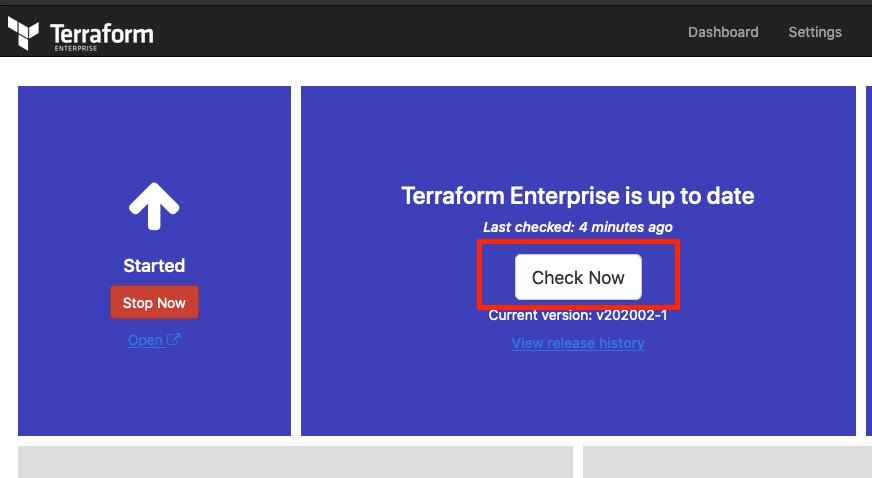 Terraform
ENTERPRISE
Dashboard
Settings
Started
Stop Now
Open
Terraform Enterprise is up to date
Last checked: 4 minutes ago
Check Now
Current version: v202002-1
View release history